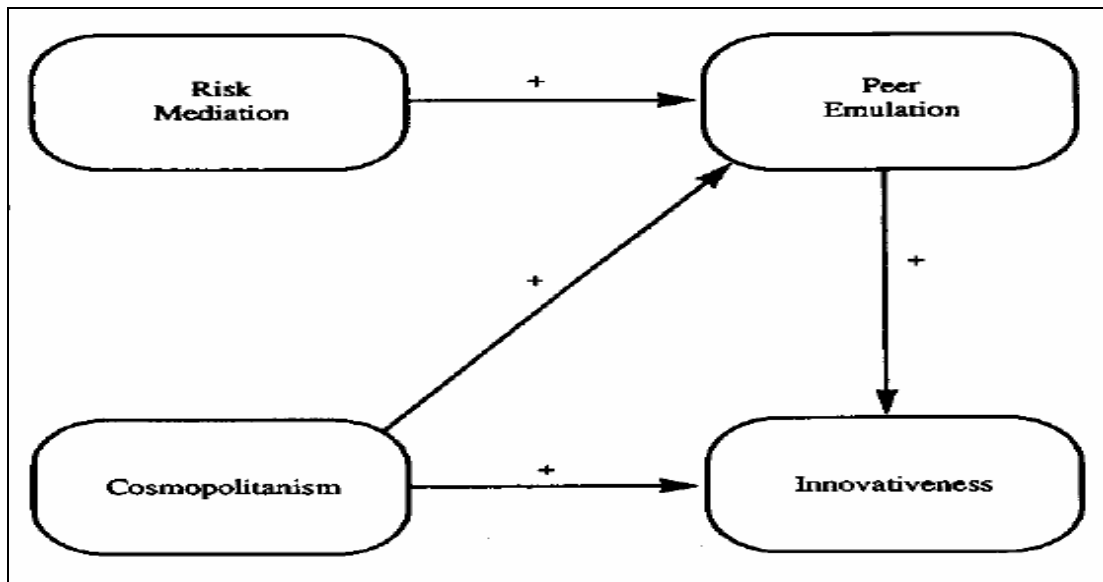 Risk
Mediation
+
Peer
Emulation
+
+
Cosmopolitanism
+
Innovativeness